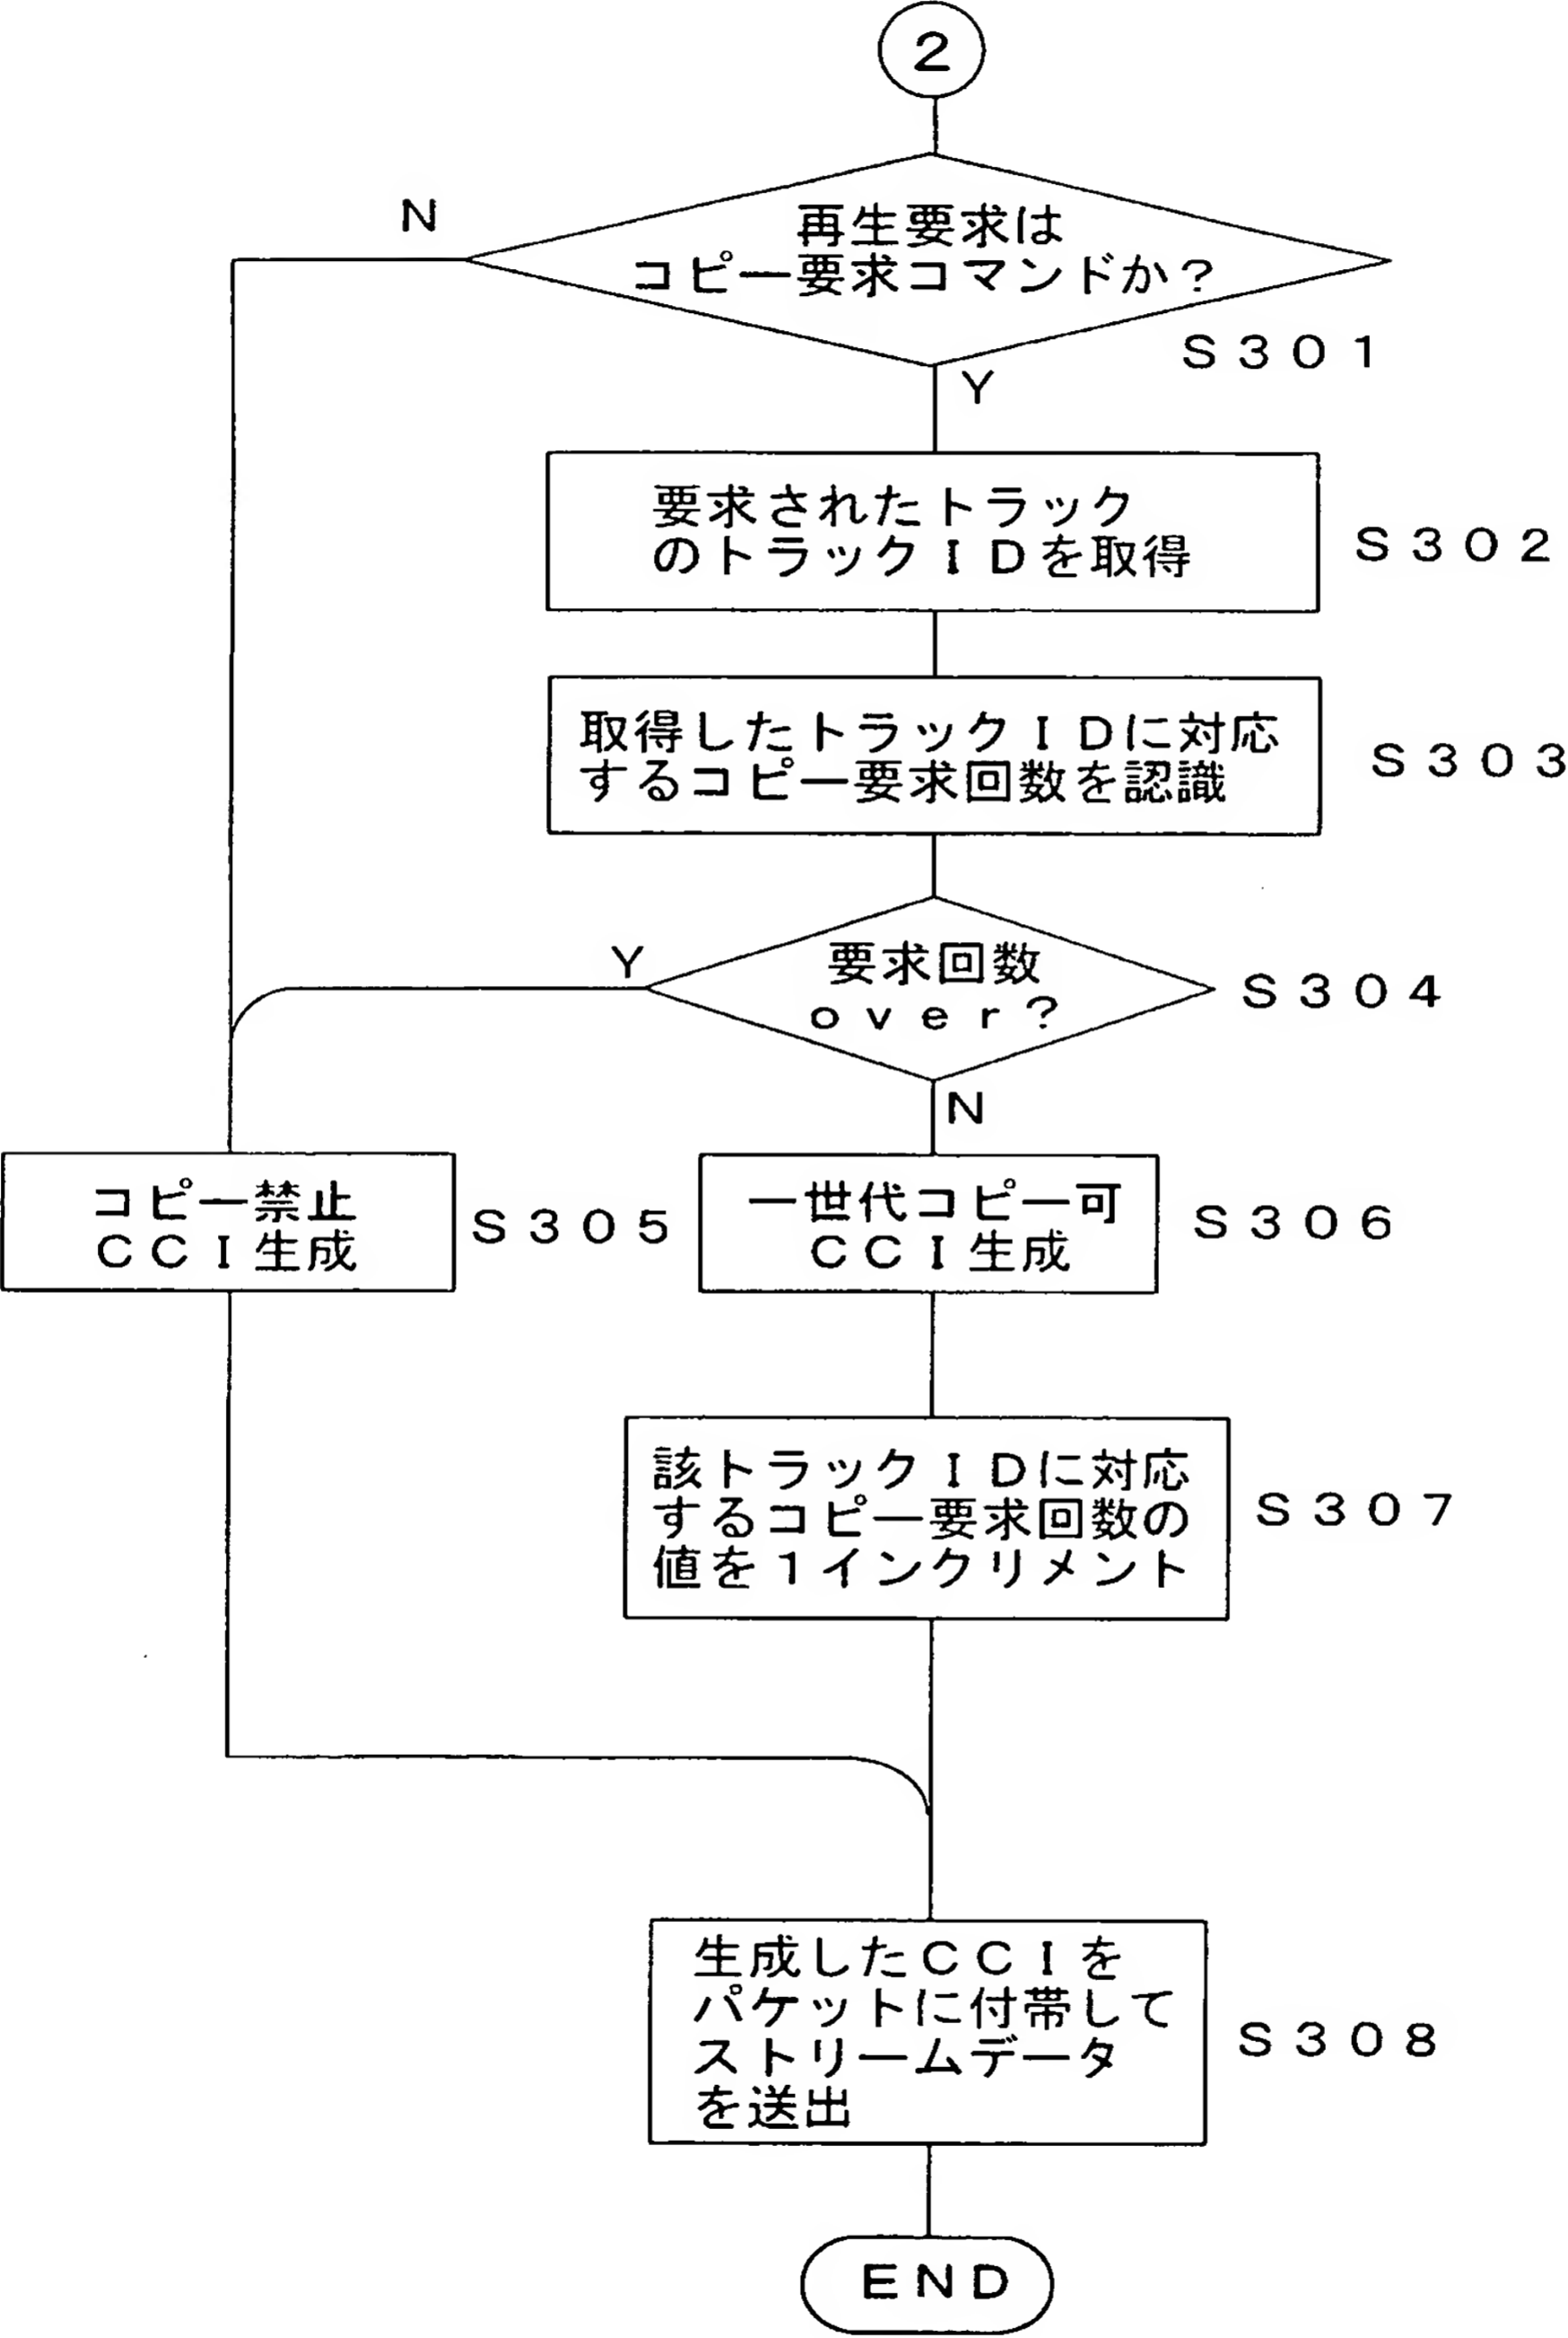 2
N
再生要求は
コピー要求コマンドか？
Ｓ３０１
Y
要求されたトラック
のトラックＩＤを取得
Ｓ３０２
取得したトラックＩＤに対応
するコピー要求回数を認識
Ｓ３０３
Y
要求回数
ｏｖｅｒ？
Ｓ３０４
N
コピー禁止
ＣＣＩ生成
Ｓ３０５
一世代コピー可
ＣＣＩ生成
Ｓ３０６
該トラックＩＤに対応
するコピー要求回数の
値を１インクリメント
Ｓ３０７
生成したＣＣＩを
パケットに付帯して
ストリームデータ
を送出
Ｓ３０８
ＥＮＤ